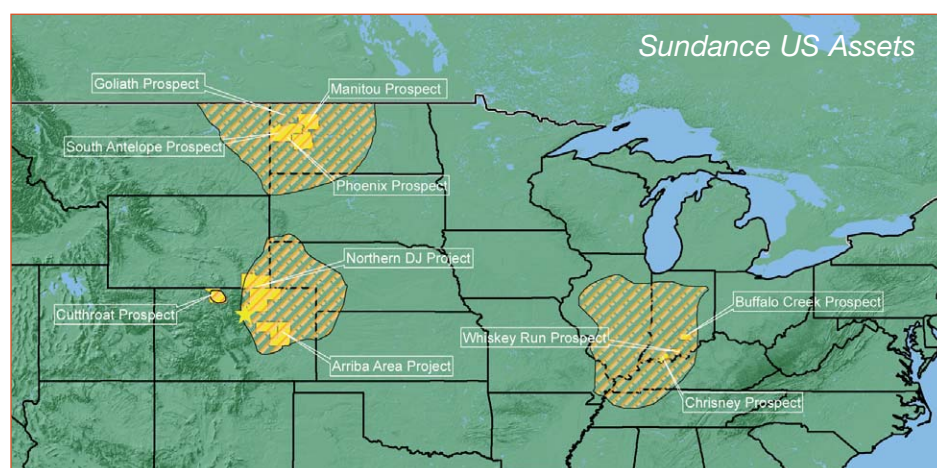 Sundance US Assets
Goliath Prospect
Manitou Prospect
South Antelope Prospect
Phoenix Prospect
Northern DJ Project
Cutthroat Prospect
Buffalo Creek Prospect
Whiskey Run Prospect
Arriba Area Project
Chrisney Prospect